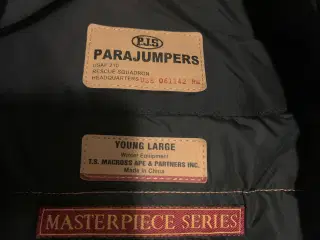 PJS
PARAJUMPERS
USAF 210
RESCUE SQUADRON
HEADQUARTERS
YOUNG LARGE
Winter Equipment
T.S. MACROSS APE & PARTNERS INC.
Made in China
MASTERPIECE SERIES